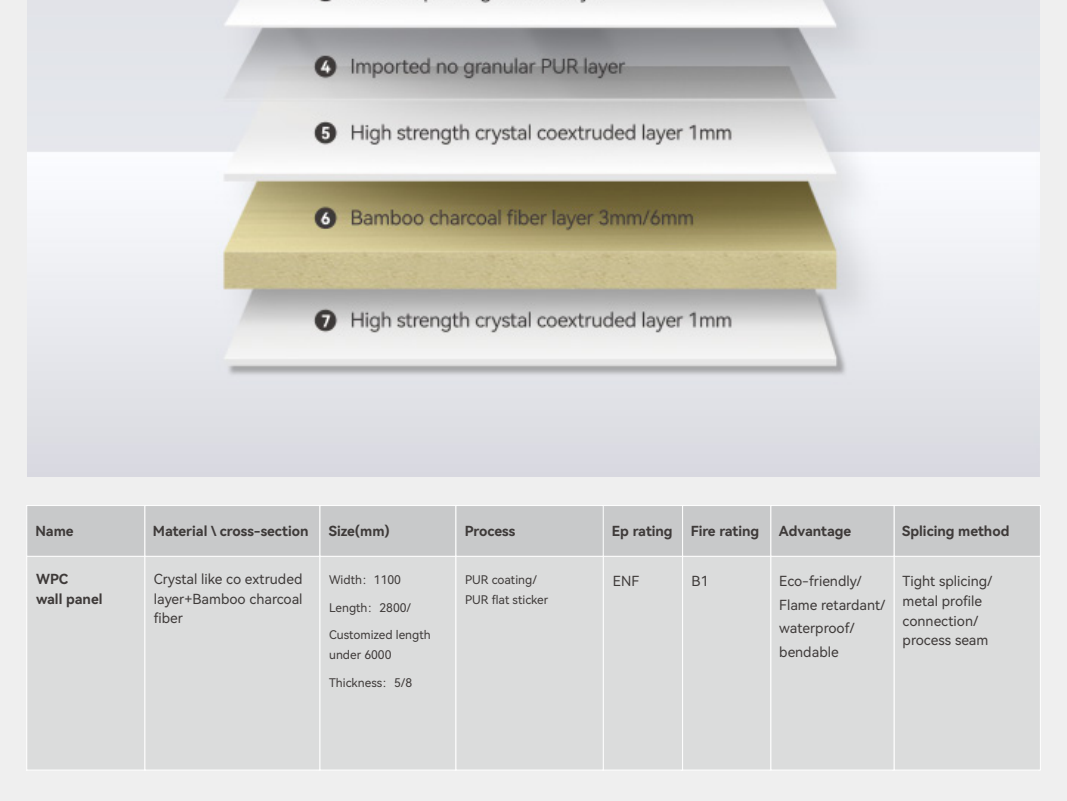 4 Imported no granular PUR layer
5 High strength crystal coextruded layer 1mm
6 Bamboo charcoal fiber layer 3mm/6mm
7 High strength crystal coextruded layer 1mm
Name
Material \ cross-section
Size(mm)
Process
Ep rating
Fire rating
Advantage
Splicing method
WPC
wall panel
Crystal like co extruded
layer+Bamboo charcoal
fiber
Width: 1100
Length: 2800/
Customized length
under 6000
Thickness: 5/8
PUR coating/
PUR flat sticker
ENF
B1
Eco-friendly/
Flame retardant/
waterproof/
bendable
Tight splicing/
metal profile
connection/
process seam